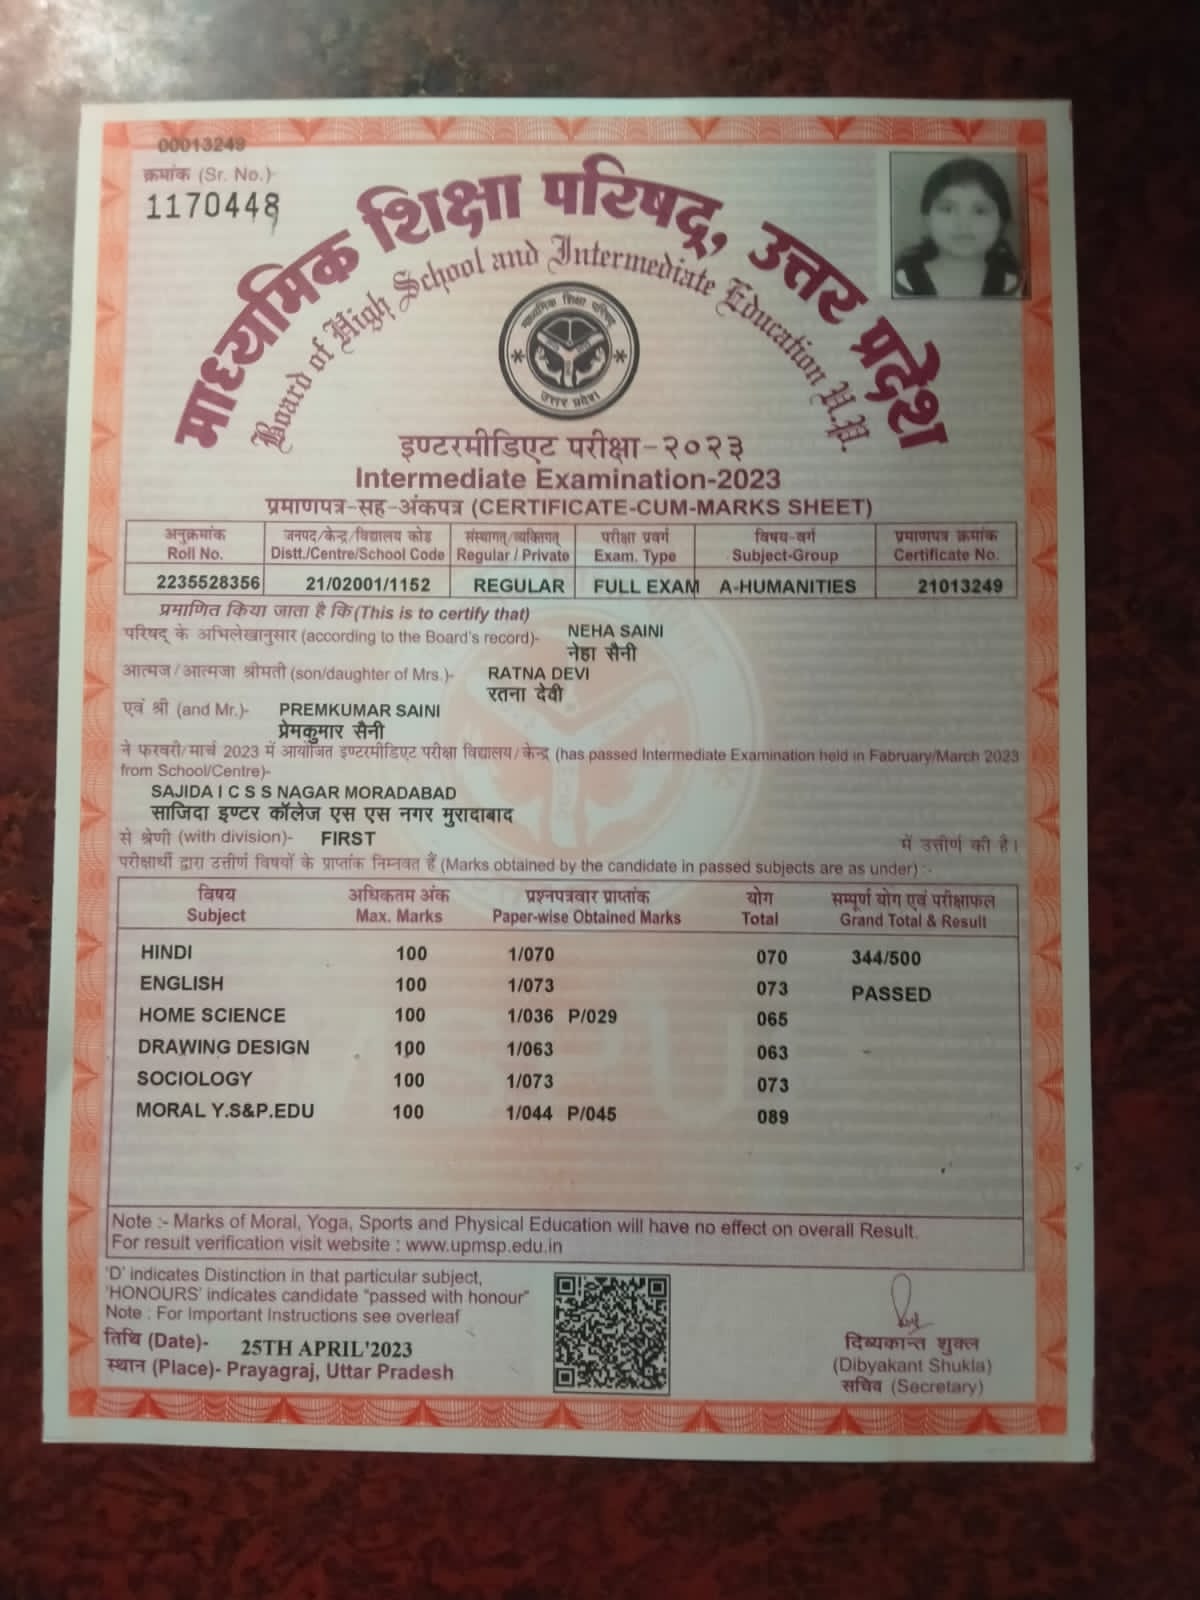 00013249
क्रमांक (Sr. No.)-
1170448
माध्यमिक शिक्षा परिषद्, उत्तर प्रदेश
Board of High School and Intermediate Education U.P.
माध्यमिक शिक्षा परिषद्
उत्तर प्रदेश
इण्टरमीडिएट परीक्षा-२०२३
Intermediate Examination-2023
प्रमाणपत्र-सह-अंकपत्र (CERTIFICATE-CUM-MARKS SHEET)
अनुक्रमांक जनपद/केन्द्र/विद्यालय कोड संस्थागत्/व्यक्तिगत् परीक्षा प्रवर्ग विषय-वर्ग प्रमाणपत्र क्रमांक
Roll No. Distt./Centre/School Code Regular / Private Exam. Type Subject-Group Certificate No.
2235528356 21/02001/1152 REGULAR FULL EXAM A-HUMANITIES 21013249
प्रमाणित किया जाता है कि (This is to certify that)
परिषद् के अभिलेखानुसार (according to the Board's record)- NEHA SAINI
नेहा सैनी
आत्मज/आत्मजा श्रीमती (son/daughter of Mrs.)- RATNA DEVI
रतना देवी
एवं श्री (and Mr.)- PREMKUMAR SAINI
प्रेमकुमार सैनी
ने फरवरी/मार्च 2023 में आयोजित इण्टरमीडिएट परीक्षा विद्यालय/केन्द्र (has passed Intermediate Examination held in Fabruary/March 2023
from School/Centre)-
SAJIDA I C S S NAGAR MORADABAD
साजिदा इण्टर कॉलेज एस एस नगर मुरादाबाद
से श्रेणी (with division)- FIRST में उत्तीर्ण की है।
परीक्षार्थी द्वारा उत्तीर्ण विषयों के प्राप्तांक निम्नवत हैं (Marks obtained by the candidate in passed subjects are as under) :-
विषय अधिकतम अंक प्रश्नपत्रवार प्राप्तांक योग सम्पूर्ण योग एवं परीक्षाफल
Subject Max. Marks Paper-wise Obtained Marks Total Grand Total & Result
HINDI 100 1/070 070 344/500
ENGLISH 100 1/073 073 PASSED
HOME SCIENCE 100 1/036 P/029 065
DRAWING DESIGN 100 1/063 063
SOCIOLOGY 100 1/073 073
MORAL Y.S&P.EDU 100 1/044 P/045 089
Note :- Marks of Moral, Yoga, Sports and Physical Education will have no effect on overall Result.
For result verification visit website : www.upmsp.edu.in
'D' indicates Distinction in that particular subject,
'HONOURS' indicates candidate "passed with honour"
Note : For Important Instructions see overleaf
तिथि (Date)- 25TH APRIL'2023
स्थान (Place)- Prayagraj, Uttar Pradesh
दिब्यकान्त शुक्ल
(Dibyakant Shukla)
सचिव (Secretary)